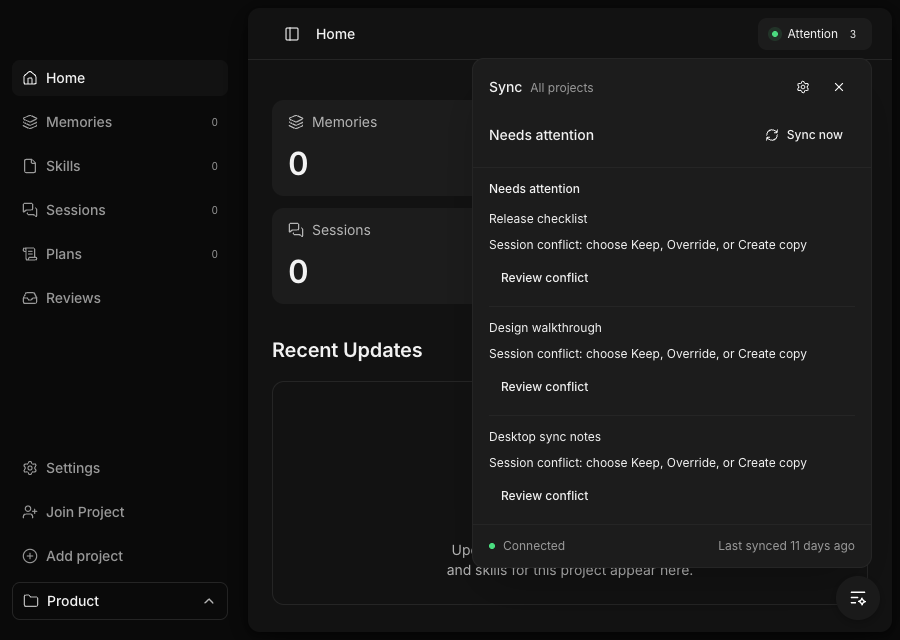 Home
Memories 0
Skills 0
Sessions 0
Plans 0
Reviews
Settings
Join Project
Add project
Product
Home
Attention 3
Memories
0
Sessions
0
Recent Updates
and skills for this project appear here.
Sync All projects
Needs attention
Sync now
Needs attention
Release checklist
Session conflict: choose Keep, Override, or Create copy
Review conflict
Design walkthrough
Session conflict: choose Keep, Override, or Create copy
Review conflict
Desktop sync notes
Session conflict: choose Keep, Override, or Create copy
Review conflict
Connected
Last synced 11 days ago